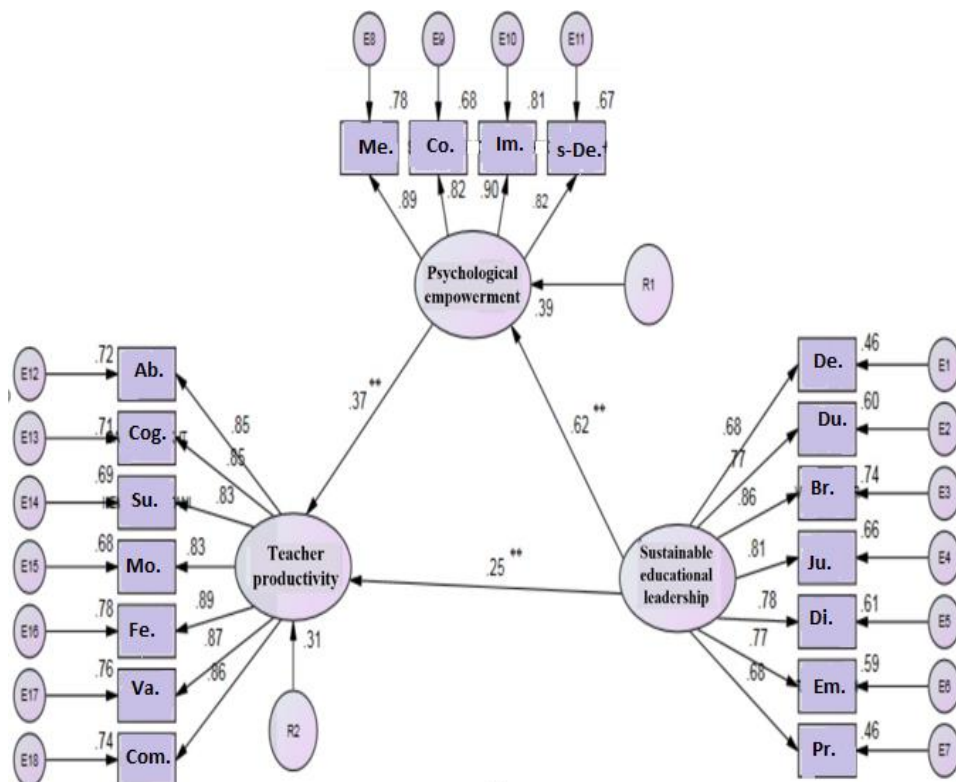 E8 E9 E10 E11
.78 .68 .81 .67
Me. Co. Im. s-De.
.89 .82 .90 .82
Psychological
empowerment
R1
.39
E12 .72 Ab.
E13 .71 Cog.
E14 .69 Su.
E15 .68 Mo.
E16 .78 Fe.
E17 .76 Va.
E18 .74 Com.
.85
.85
.83
.83
.89
.87
.86
.37 **
.62 **
.25 **
Teacher
productivity
.31
R2
Sustainable
educational
leadership
.68
.77
.86
.81
.78
.77
.68
De. .46 E1
Du. .60 E2
Br. .74 E3
Ju. .66 E4
Di. .61 E5
Em. .59 E6
Pr. .46 E7